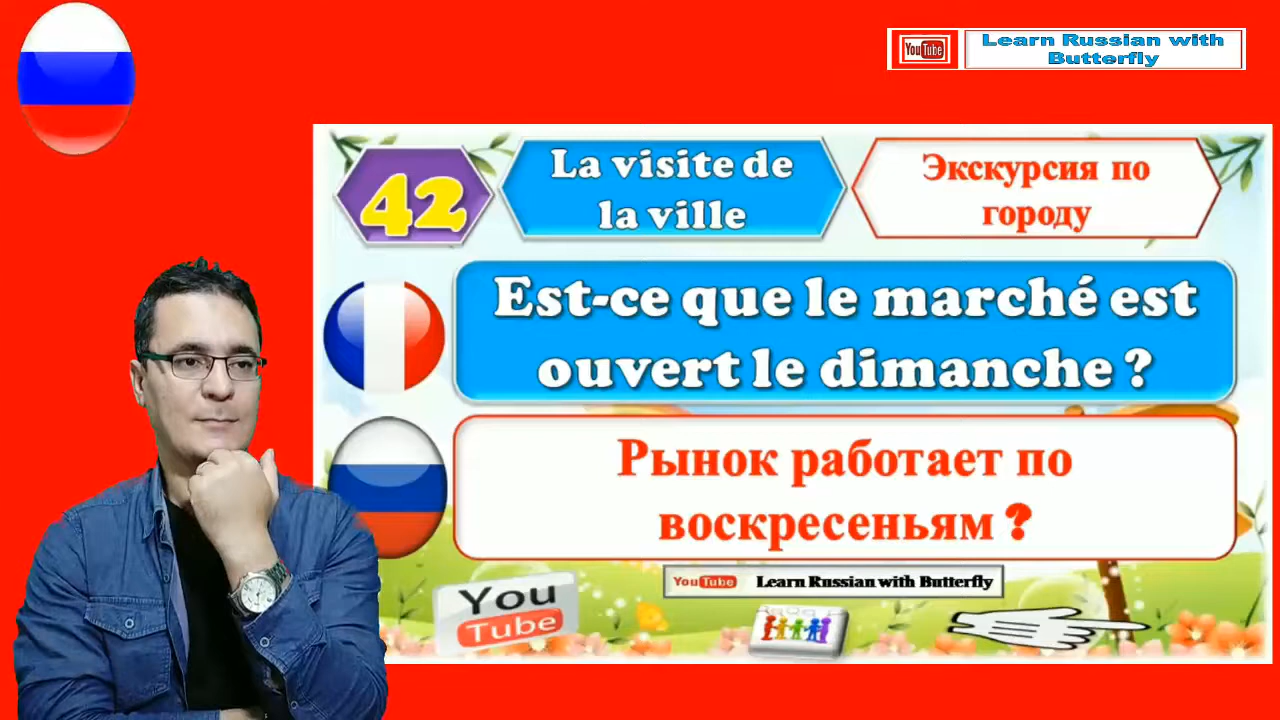 YouTube
Learn Russian with
Butterfly
42
La visite de
la ville
Экскурсия по
городу
Est-ce que le marché est
ouvert le dimanche ?
Рынок работает по
воскресеньям ?
YouTube Learn Russian with Butterfly
You
Tube